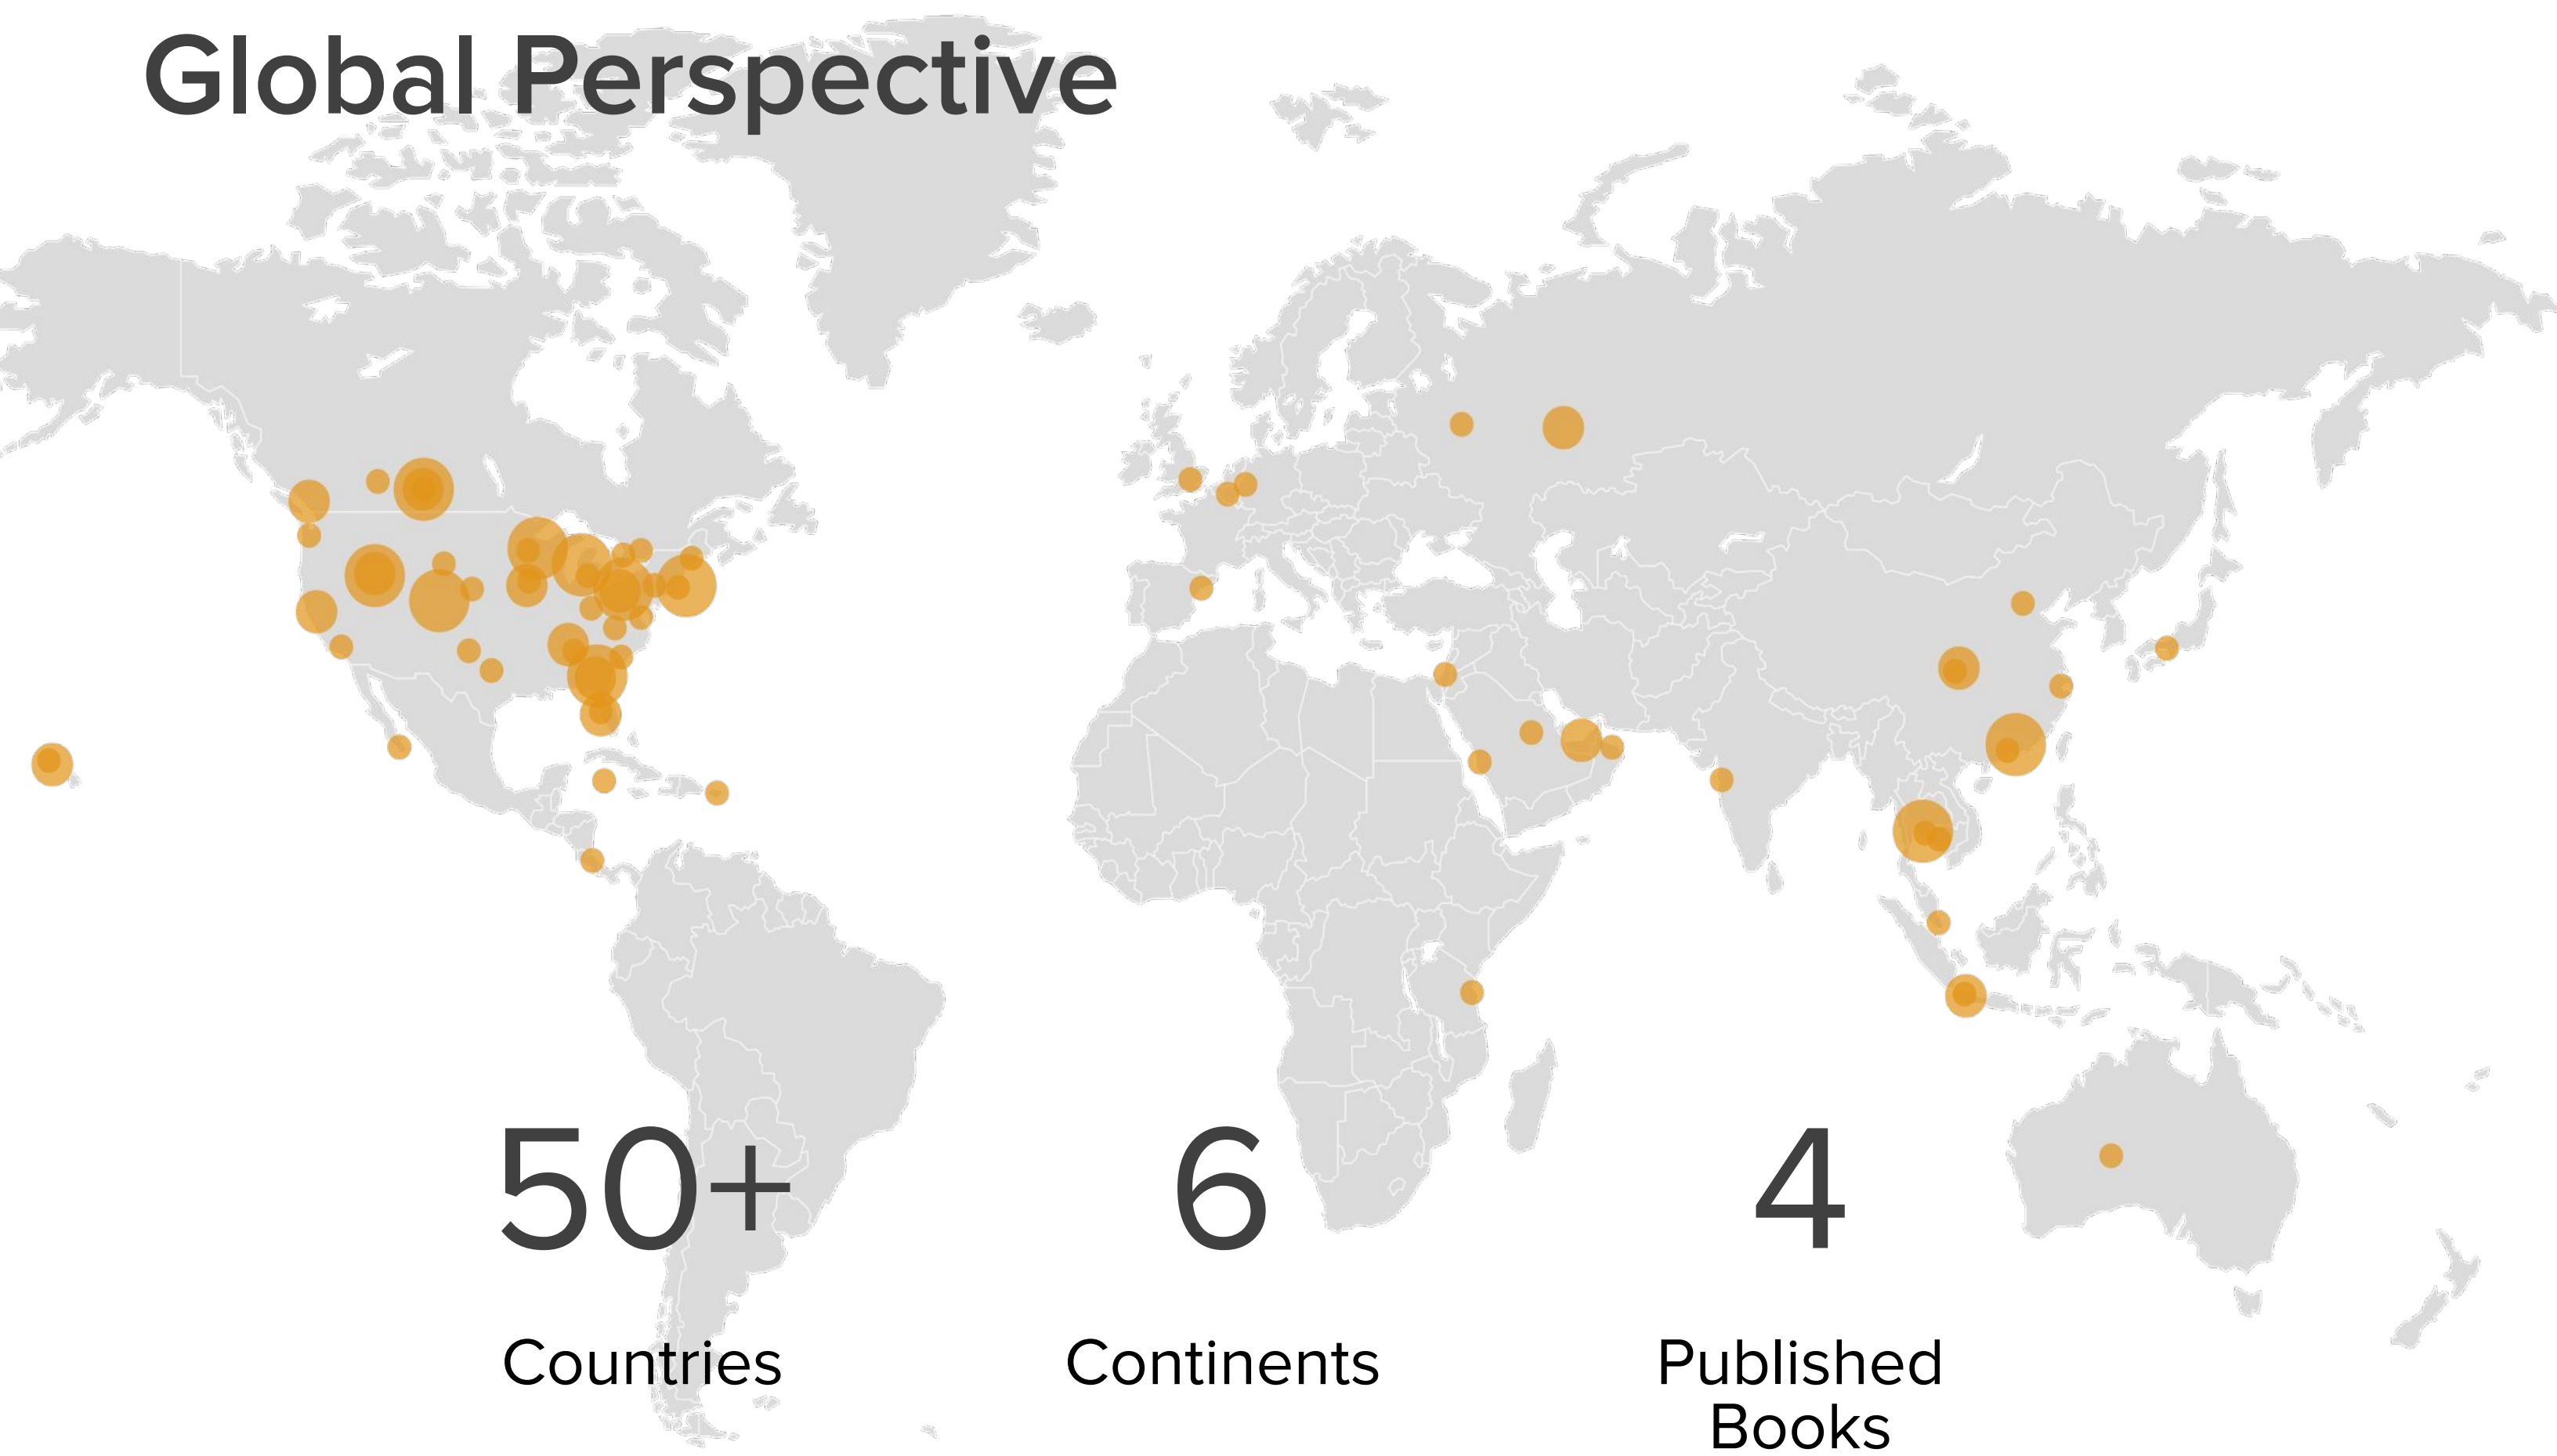 Global Perspective
50+
6
4
Countries
Continents
Published
Books